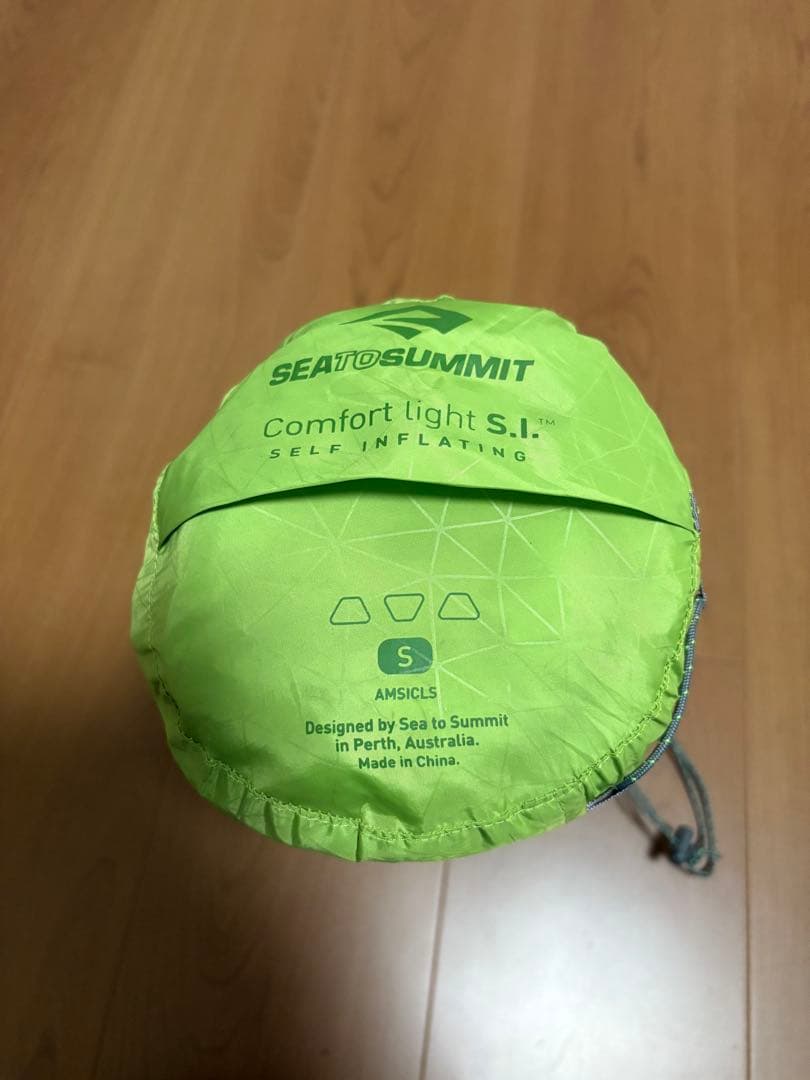 SEATOSUMMIT
Comfort light S.I.™
SELF INFLATING
S
AMSICLS
Designed by Sea to Summit
in Perth, Australia.
Made in China.